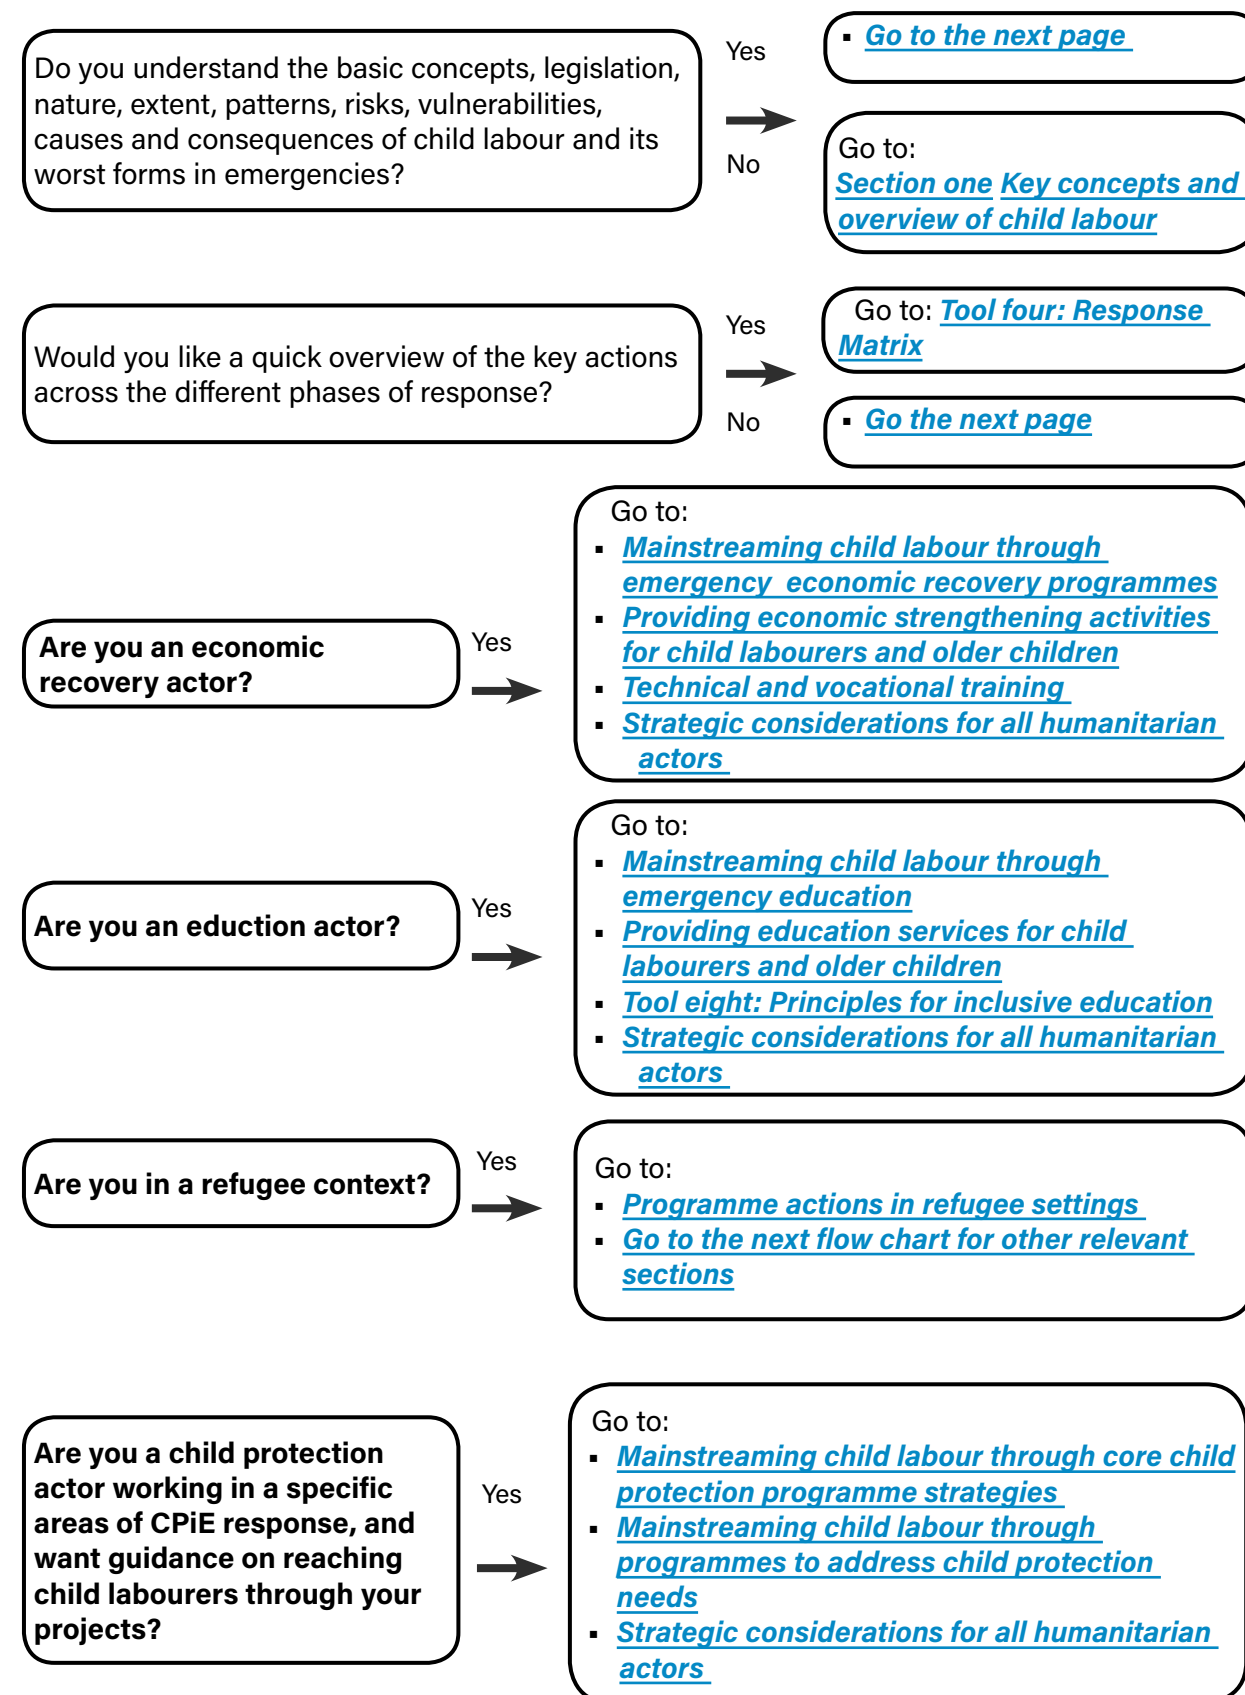 Do you understand the basic concepts, legislation,
nature, extent, patterns, risks, vulnerabilities,
causes and consequences of child labour and its
worst forms in emergencies?
Yes
No
▪ Go to the next page
Go to:
Section one Key concepts and
overview of child labour
Would you like a quick overview of the key actions
across the different phases of response?
Yes
No
Go to: Tool four: Response
Matrix
▪ Go the next page
Are you an economic
recovery actor?
Yes
Go to:
▪ Mainstreaming child labour through
emergency economic recovery programmes
▪ Providing economic strengthening activities
for child labourers and older children
▪ Technical and vocational training
▪ Strategic considerations for all humanitarian
actors
Are you an eduction actor?
Yes
Go to:
▪ Mainstreaming child labour through
emergency education
▪ Providing education services for child
labourers and older children
▪ Tool eight: Principles for inclusive education
▪ Strategic considerations for all humanitarian
actors
Are you in a refugee context?
Yes
Go to:
▪ Programme actions in refugee settings
▪ Go to the next flow chart for other relevant
sections
Are you a child protection
actor working in a specific
areas of CPiE response, and
want guidance on reaching
child labourers through your
projects?
Yes
Go to:
▪ Mainstreaming child labour through core child
protection programme strategies
▪ Mainstreaming child labour through
programmes to address child protection
needs
▪ Strategic considerations for all humanitarian
actors